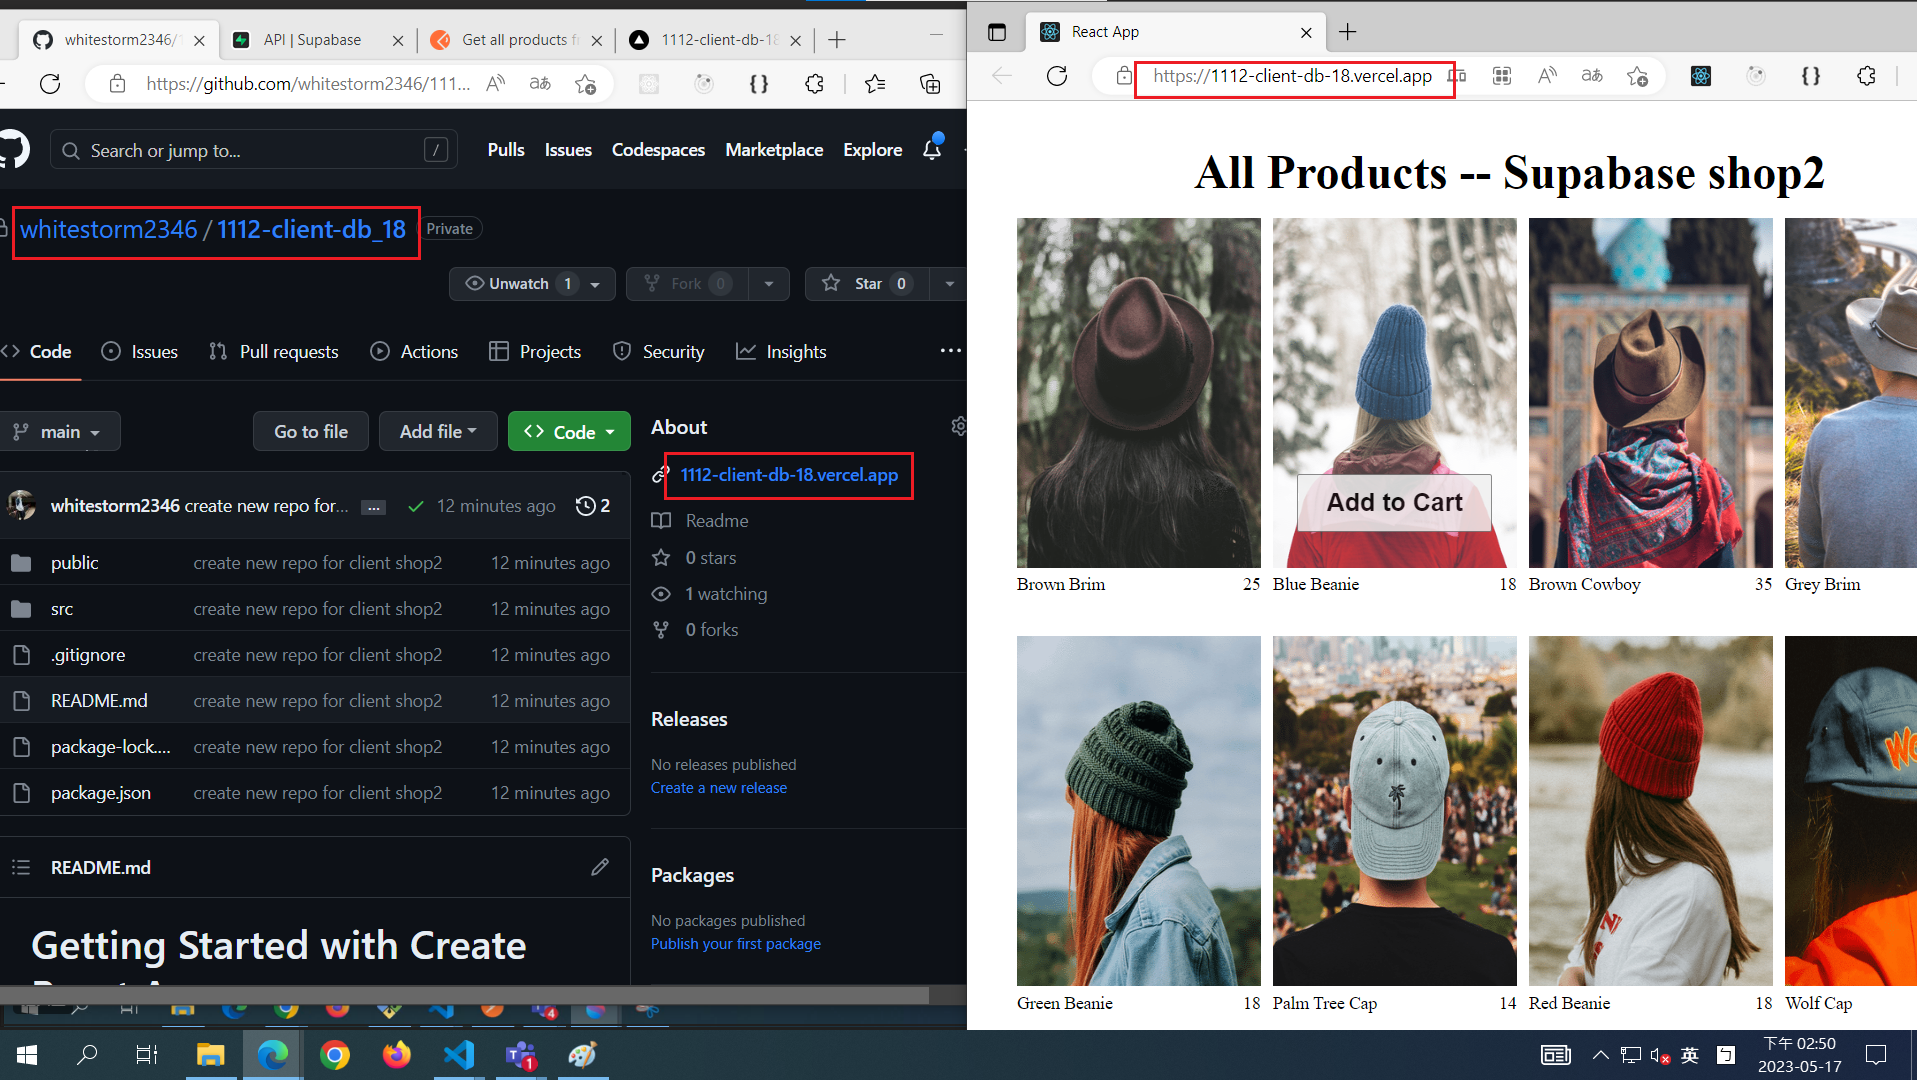 whitestorm2346/1
API | Supabase
Get all products f
1112-client-db-18
https://github.com/whitestorm2346/111...
Search or jump to...
/
Pulls
Issues
Codespaces
Marketplace
Explore
whitestorm2346 / 1112-client-db_18
Private
Unwatch 1
Fork 0
Star 0
Code
Issues
Pull requests
Actions
Projects
Security
Insights
main
Go to file
Add file
Code
whitestorm2346 create new repo for... ... 12 minutes ago 2
public create new repo for client shop2 12 minutes ago
src create new repo for client shop2 12 minutes ago
.gitignore create new repo for client shop2 12 minutes ago
README.md create new repo for client shop2 12 minutes ago
package-lock.... create new repo for client shop2 12 minutes ago
package.json create new repo for client shop2 12 minutes ago
README.md
Getting Started with Create
About
1112-client-db-18.vercel.app
Readme
0 stars
1 watching
0 forks
Releases
No releases published
Create a new release
Packages
No packages published
Publish your first package
React App
https://1112-client-db-18.vercel.app
All Products -- Supabase shop2
Add to Cart
Brown Brim 25
Blue Beanie 18
Brown Cowboy 35
Grey Brim
Green Beanie 18
Palm Tree Cap 14
Red Beanie 18
Wolf Cap
4
1
英
下午 02:50
2023-05-17